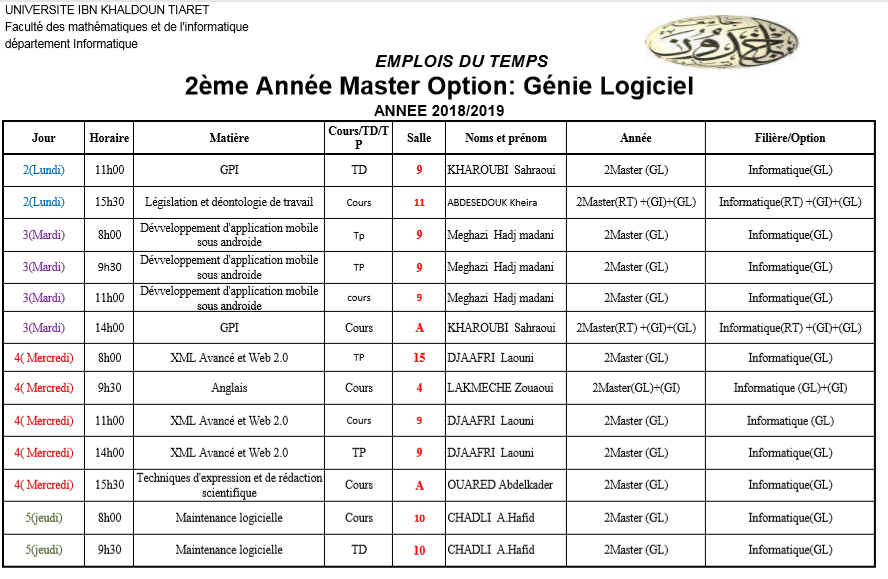 UNIVERSITE IBN KHALDOUN TIARET
Faculté des mathématiques et de l'informatique
département Informatique
EMPLOIS DU TEMPS
2ème Année Master Option: Génie Logiciel
ANNEE 2018/2019
Jour Horaire Matière Cours/TD/TP Salle Noms et prénom Année Filière/Option
2(Lundi) 11h00 GPI TD 9 KHAROUBI Sahraoui 2Master (GL) Informatique(GL)
2(Lundi) 15h30 Législation et déontologie de travail Cours 11 ABDESEDOUK Kheira 2Master(RT) +(GI)+(GL) Informatique(RT) +(GI)+(GL)
3(Mardi) 8h00 Dévveloppement d'application mobile sous androide Tp 9 Meghazi Hadj madani 2Master (GL) Informatique(GL)
3(Mardi) 9h30 Dévveloppement d'application mobile sous androide TP 9 Meghazi Hadj madani 2Master (GL) Informatique(GL)
3(Mardi) 11h00 Dévveloppement d'application mobile sous androide cours 9 Meghazi Hadj madani 2Master (GL) Informatique(GL)
3(Mardi) 14h00 GPI Cours A KHAROUBI Sahraoui 2Master(RT) +(GI)+(GL) Informatique(RT) +(GI)+(GL)
4( Mercredi) 8h00 XML Avancé et Web 2.0 TP 15 DJAAFRI Laouni 2Master (GL) Informatique(GL)
4( Mercredi) 9h30 Anglais Cours 4 LAKMECHE Zouaoui 2Master(GL)+(GI) Informatique (GL)+(GI)
4( Mercredi) 11h00 XML Avancé et Web 2.0 Cours 9 DJAAFRI Laouni 2Master (GL) Informatique (GL)
4( Mercredi) 14h00 XML Avancé et Web 2.0 TP 9 DJAAFRI Laouni 2Master (GL) Informatique(GL)
4( Mercredi) 15h30 Techniques d'expression et de rédaction scientifique Cours A OUARED Abdelkader 2Master (GL) Informatique(GL)
5(jeudi) 8h00 Maintenance logicielle Cours 10 CHADLI A.Hafid 2Master (GL) Informatique(GL)
5(jeudi) 9h30 Maintenance logicielle TD 10 CHADLI A.Hafid 2Master (GL) Informatique(GL)